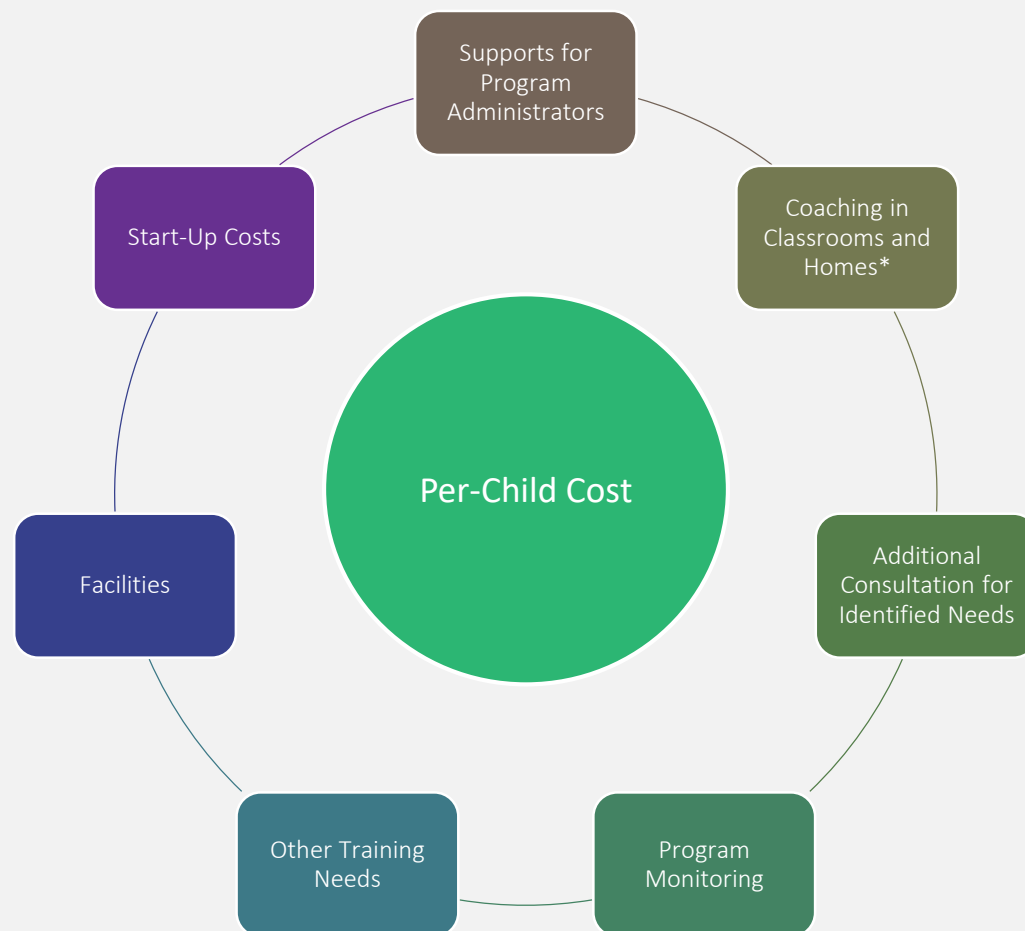 Supports for
Program
Administrators
Coaching in
Classrooms and
Homes*
Additional
Consultation for
Identified Needs
Program
Monitoring
Other Training
Needs
Facilities
Start-Up Costs
Per-Child Cost